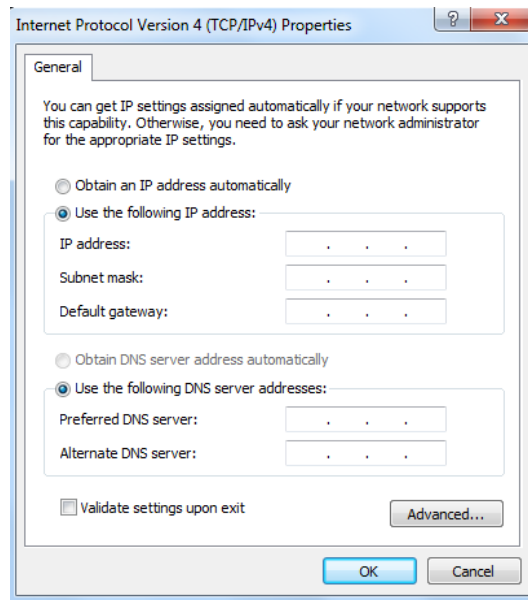 Internet Protocol Version 4 (TCP/IPv4) Properties
?
X
General
You can get IP settings assigned automatically if your network supports
this capability. Otherwise, you need to ask your network administrator
for the appropriate IP settings.
Obtain an IP address automatically
Use the following IP address:
IP address: . . .
Subnet mask: . . .
Default gateway: . . .
Obtain DNS server address automatically
Use the following DNS server addresses:
Preferred DNS server: . . .
Alternate DNS server: . . .
Validate settings upon exit
Advanced...
OK Cancel